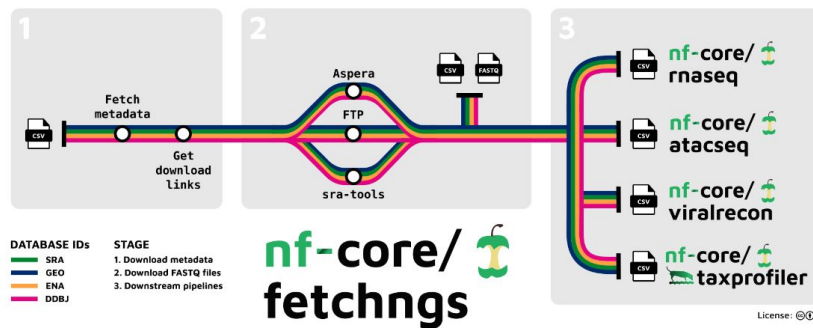 1
CSV
Fetch
metadata
Get
download
links
2
Aspera
FTP
sra-tools
CSV
FASTQ
3
CSV
nf-core/
rnaseq
CSV
nf-core/
atacseq
CSV
nf-core/
viralrecon
CSV
nf-core/
taxprofiler
DATABASE IDs
SRA
GEO
ENA
DDBJ
STAGE
1. Download metadata
2. Download FASTQ files
3. Downstream pipelines
nf-core/
fetchngs
License: